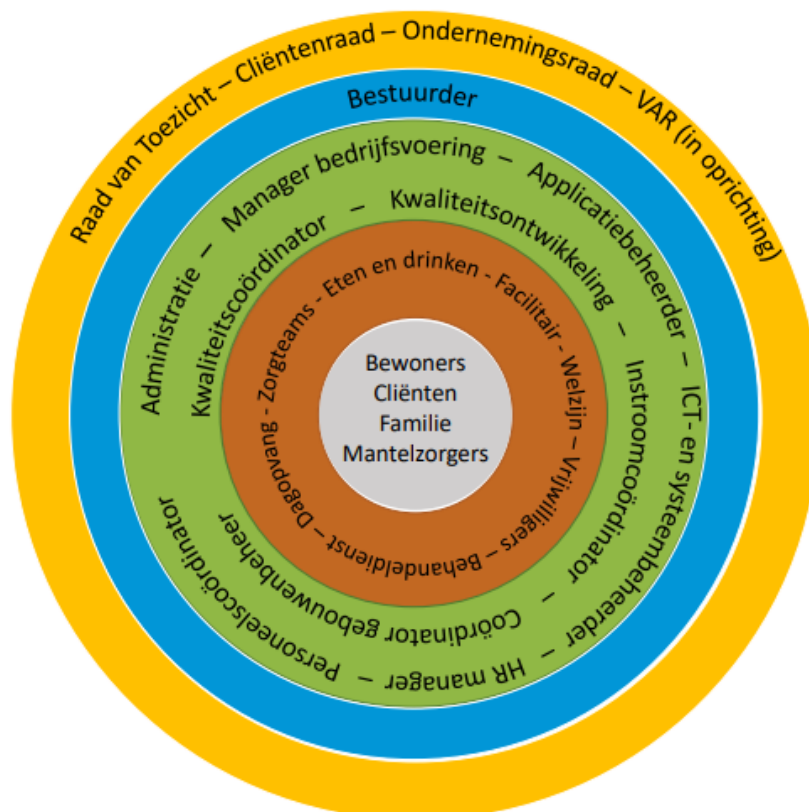 Raad van Toezicht – Cliëntenraad – Ondernemingsraad – VAR (in oprichting)
Bestuurder
Administratie – Manager bedrijfsvoering – Applicatiebeheerder – ICT- en systeembeheerder – HR manager – Personeelscoördinator
Kwaliteitscoördinator – Kwaliteitsontwikkeling – Instroomcoördinator – Coördinator gebouwenbeheer
Dagopvang - Zorgteams - Eten en drinken - Facilitair - Welzijn – Vrijwilligers – Behandeldienst –
Bewoners
Cliënten
Familie
Mantelzorgers